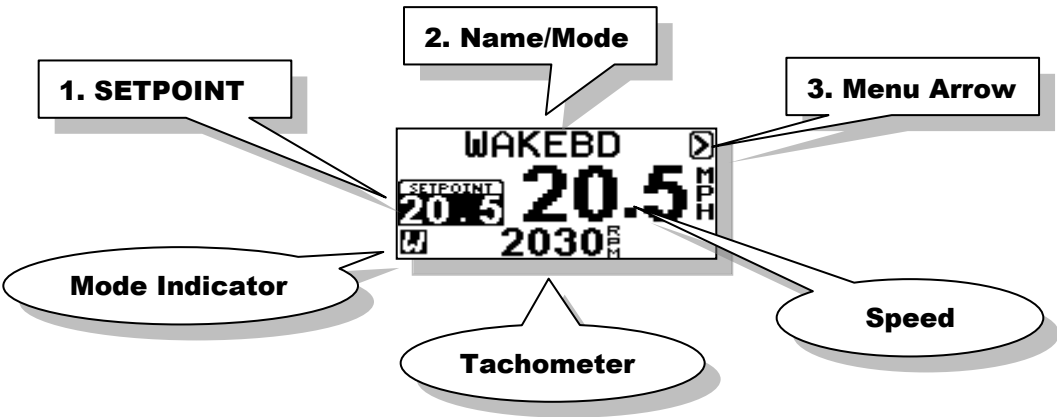 2. Name/Mode
1. SETPOINT
3. Menu Arrow
WAKEBD >
SETPOINT
20.5
20.5 MPH
W
2030 RPM
Mode Indicator
Speed
Tachometer